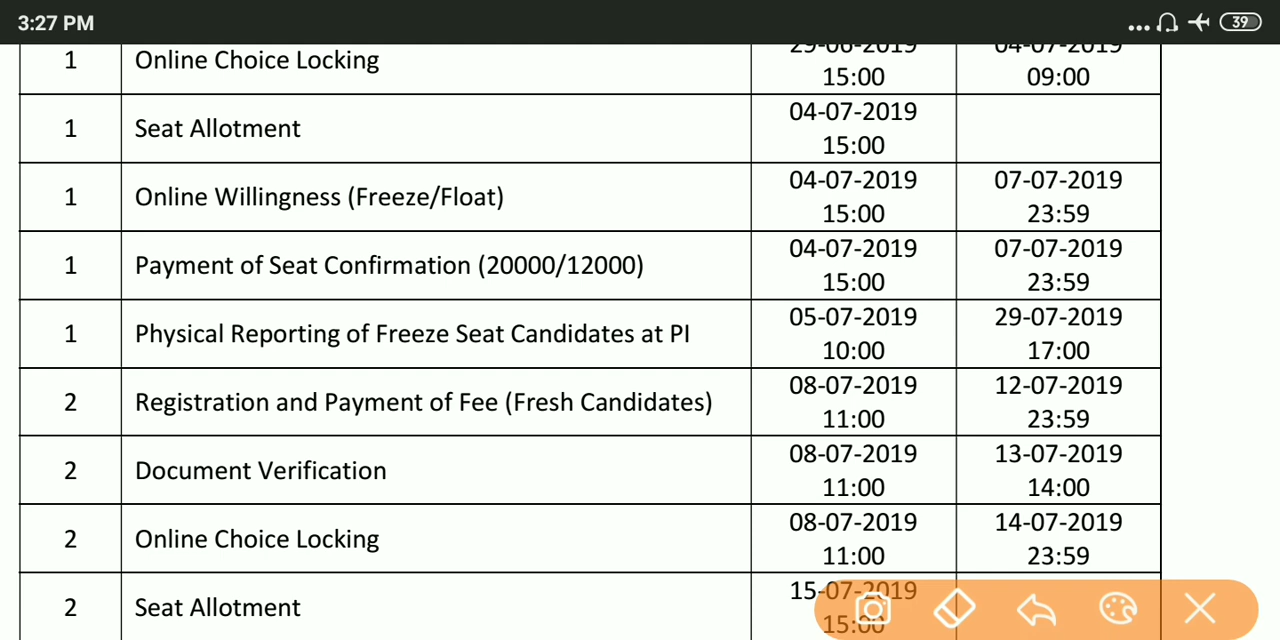 3:27 PM
39
1 Online Choice Locking 29-06-2019 15:00 04-07-2019 09:00
1 Seat Allotment 04-07-2019 15:00
1 Online Willingness (Freeze/Float) 04-07-2019 15:00 07-07-2019 23:59
1 Payment of Seat Confirmation (20000/12000) 04-07-2019 15:00 07-07-2019 23:59
1 Physical Reporting of Freeze Seat Candidates at PI 05-07-2019 10:00 29-07-2019 17:00
2 Registration and Payment of Fee (Fresh Candidates) 08-07-2019 11:00 12-07-2019 23:59
2 Document Verification 08-07-2019 11:00 13-07-2019 14:00
2 Online Choice Locking 08-07-2019 11:00 14-07-2019 23:59
2 Seat Allotment 15-07-2019 15:00